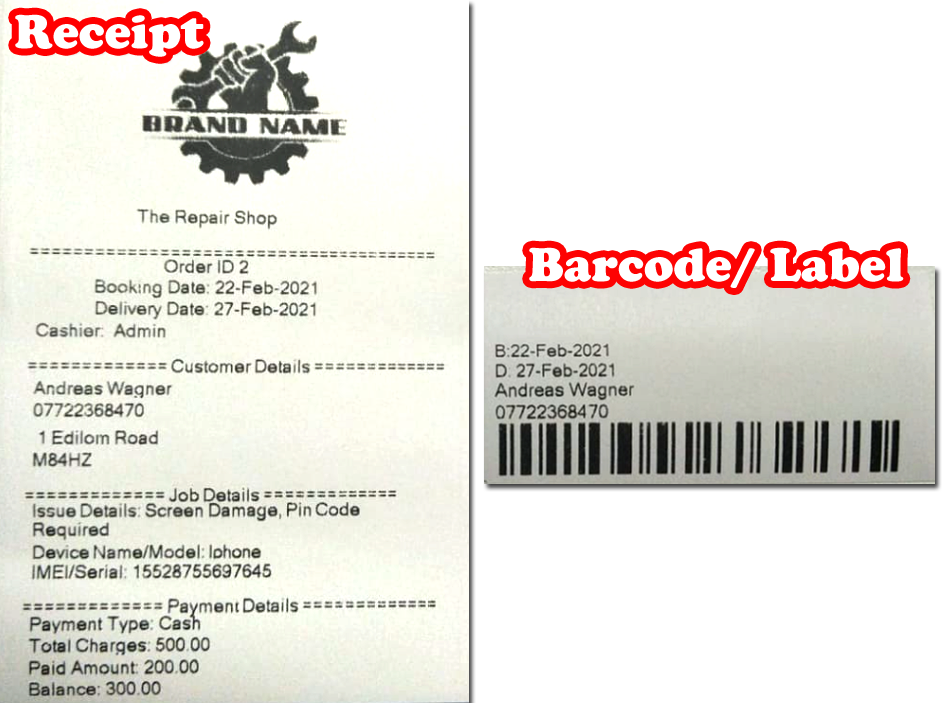 Receipt
BRAND NAME
The Repair Shop
==============================
Order ID 2
Booking Date: 22-Feb-2021
Delivery Date: 27-Feb-2021
Cashier: Admin
============= Customer Details =============
Andreas Wagner
07722368470
1 Edilom Road
M84HZ
============= Job Details =============
Issue Details: Screen Damage, Pin Code
Required
Device Name/Model: Iphone
IMEI/Serial: 15528755697645
============= Payment Details =============
Payment Type: Cash
Total Charges: 500.00
Paid Amount: 200.00
Balance: 300.00
Barcode/ Label
B:22-Feb-2021
D. 27-Feb-2021
Andreas Wagner
07722368470